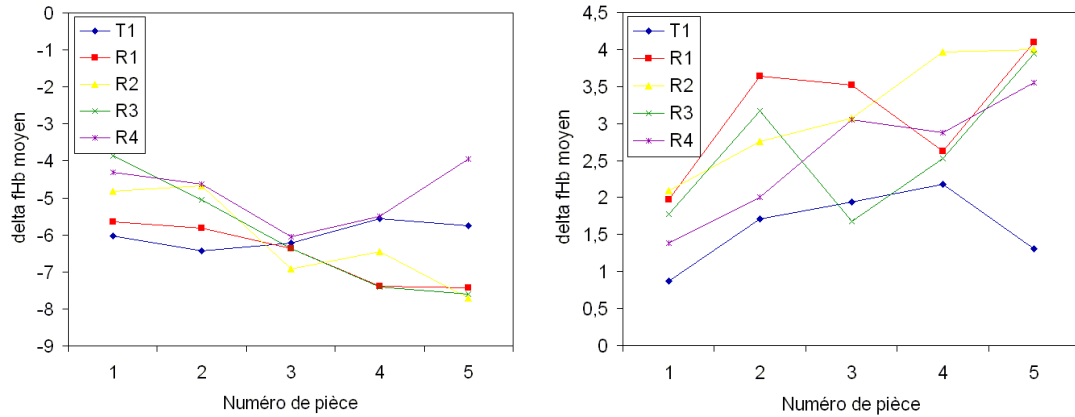 0
-1
-2
-3
-4
-5
-6
-7
-8
-9
delta fHb moyen
T1
R1
R2
R3
R4
1 2 3 4 5
Numéro de pièce
4,5
4
3,5
3
2,5
2
1,5
1
0,5
0
delta fHb moyen
T1
R1
R2
R3
R4
1 2 3 4 5
Numéro de pièce